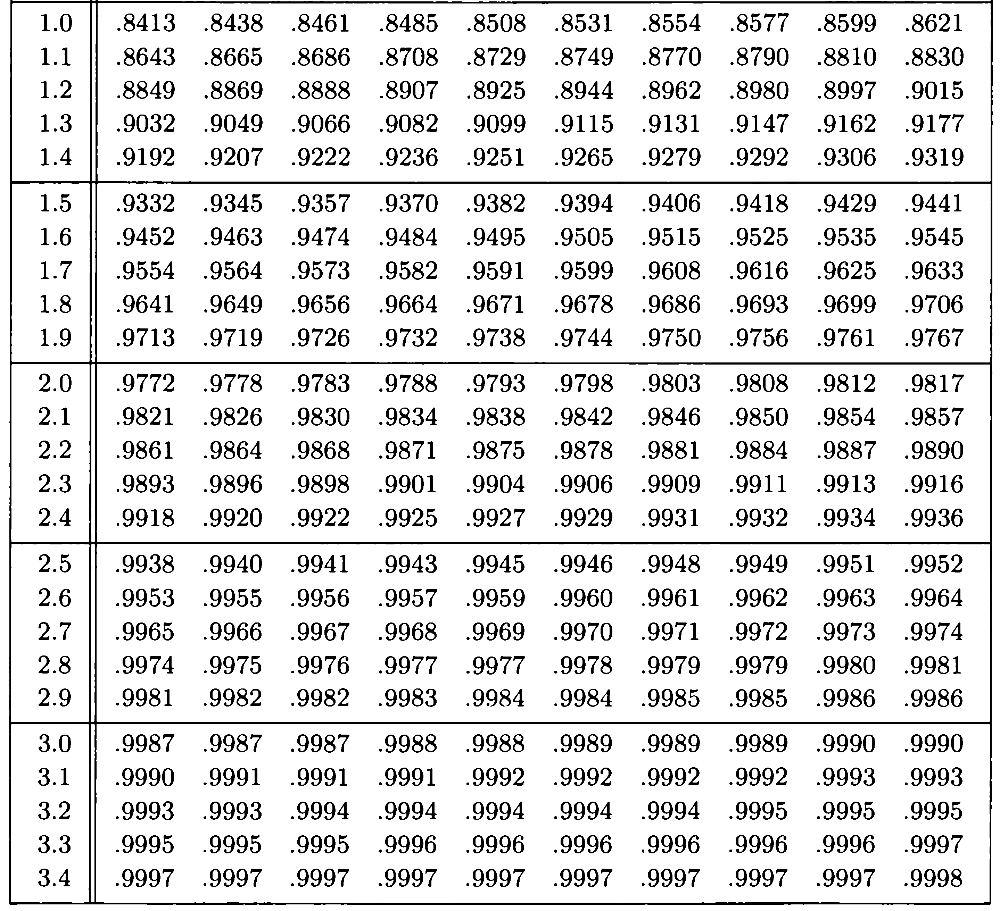 1.0 .8413 .8438 .8461 .8485 .8508 .8531 .8554 .8577 .8599 .8621
1.1 .8643 .8665 .8686 .8708 .8729 .8749 .8770 .8790 .8810 .8830
1.2 .8849 .8869 .8888 .8907 .8925 .8944 .8962 .8980 .8997 .9015
1.3 .9032 .9049 .9066 .9082 .9099 .9115 .9131 .9147 .9162 .9177
1.4 .9192 .9207 .9222 .9236 .9251 .9265 .9279 .9292 .9306 .9319
1.5 .9332 .9345 .9357 .9370 .9382 .9394 .9406 .9418 .9429 .9441
1.6 .9452 .9463 .9474 .9484 .9495 .9505 .9515 .9525 .9535 .9545
1.7 .9554 .9564 .9573 .9582 .9591 .9599 .9608 .9616 .9625 .9633
1.8 .9641 .9649 .9656 .9664 .9671 .9678 .9686 .9693 .9699 .9706
1.9 .9713 .9719 .9726 .9732 .9738 .9744 .9750 .9756 .9761 .9767
2.0 .9772 .9778 .9783 .9788 .9793 .9798 .9803 .9808 .9812 .9817
2.1 .9821 .9826 .9830 .9834 .9838 .9842 .9846 .9850 .9854 .9857
2.2 .9861 .9864 .9868 .9871 .9875 .9878 .9881 .9884 .9887 .9890
2.3 .9893 .9896 .9898 .9901 .9904 .9906 .9909 .9911 .9913 .9916
2.4 .9918 .9920 .9922 .9925 .9927 .9929 .9931 .9932 .9934 .9936
2.5 .9938 .9940 .9941 .9943 .9945 .9946 .9948 .9949 .9951 .9952
2.6 .9953 .9955 .9956 .9957 .9959 .9960 .9961 .9962 .9963 .9964
2.7 .9965 .9966 .9967 .9968 .9969 .9970 .9971 .9972 .9973 .9974
2.8 .9974 .9975 .9976 .9977 .9977 .9978 .9979 .9979 .9980 .9981
2.9 .9981 .9982 .9982 .9983 .9984 .9984 .9985 .9985 .9986 .9986
3.0 .9987 .9987 .9987 .9988 .9988 .9989 .9989 .9989 .9990 .9990
3.1 .9990 .9991 .9991 .9991 .9992 .9992 .9992 .9992 .9993 .9993
3.2 .9993 .9993 .9994 .9994 .9994 .9994 .9994 .9995 .9995 .9995
3.3 .9995 .9995 .9995 .9996 .9996 .9996 .9996 .9996 .9996 .9997
3.4 .9997 .9997 .9997 .9997 .9997 .9997 .9997 .9997 .9997 .9998